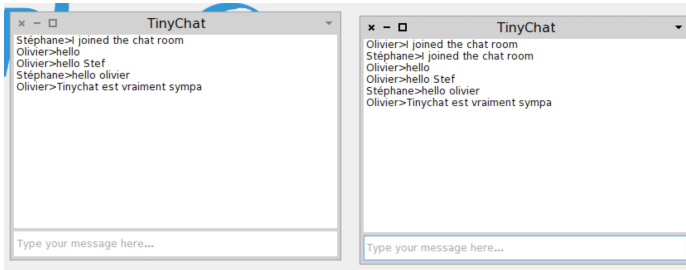 TinyChat
Stéphane>I joined the chat room
Olivier>hello
Olivier>hello Stef
Stéphane>hello olivier
Olivier>Tinychat est vraiment sympa
Type your message here...
TinyChat
Olivier>I joined the chat room
Stéphane>I joined the chat room
Olivier>hello
Olivier>hello Stef
Stéphane>hello olivier
Olivier>Tinychat est vraiment sympa
Type your message here...